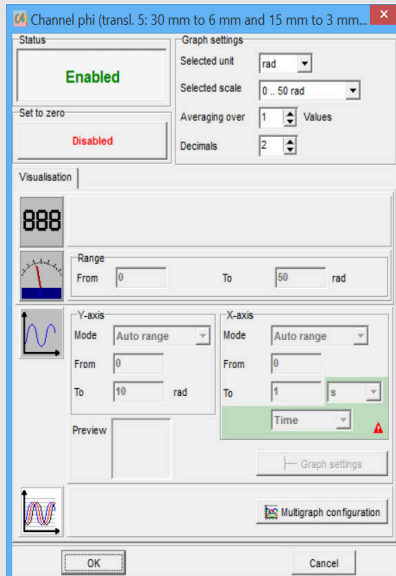 Channel phi (transl. 5: 30 mm to 6 mm and 15 mm to 3 mm...
Status
Enabled
Set to zero
Disabled
Graph settings
Selected unit rad
Selected scale 0 .. 50 rad
Averaging over 1 Values
Decimals 2
Visualisation
888
Range
From 0 To 50 rad
Y-axis
Mode Auto range
From 0
To 10 rad
Preview
X-axis
Mode Auto range
From 0
To 1 s
Time
Graph settings
Multigraph configuration
OK Cancel